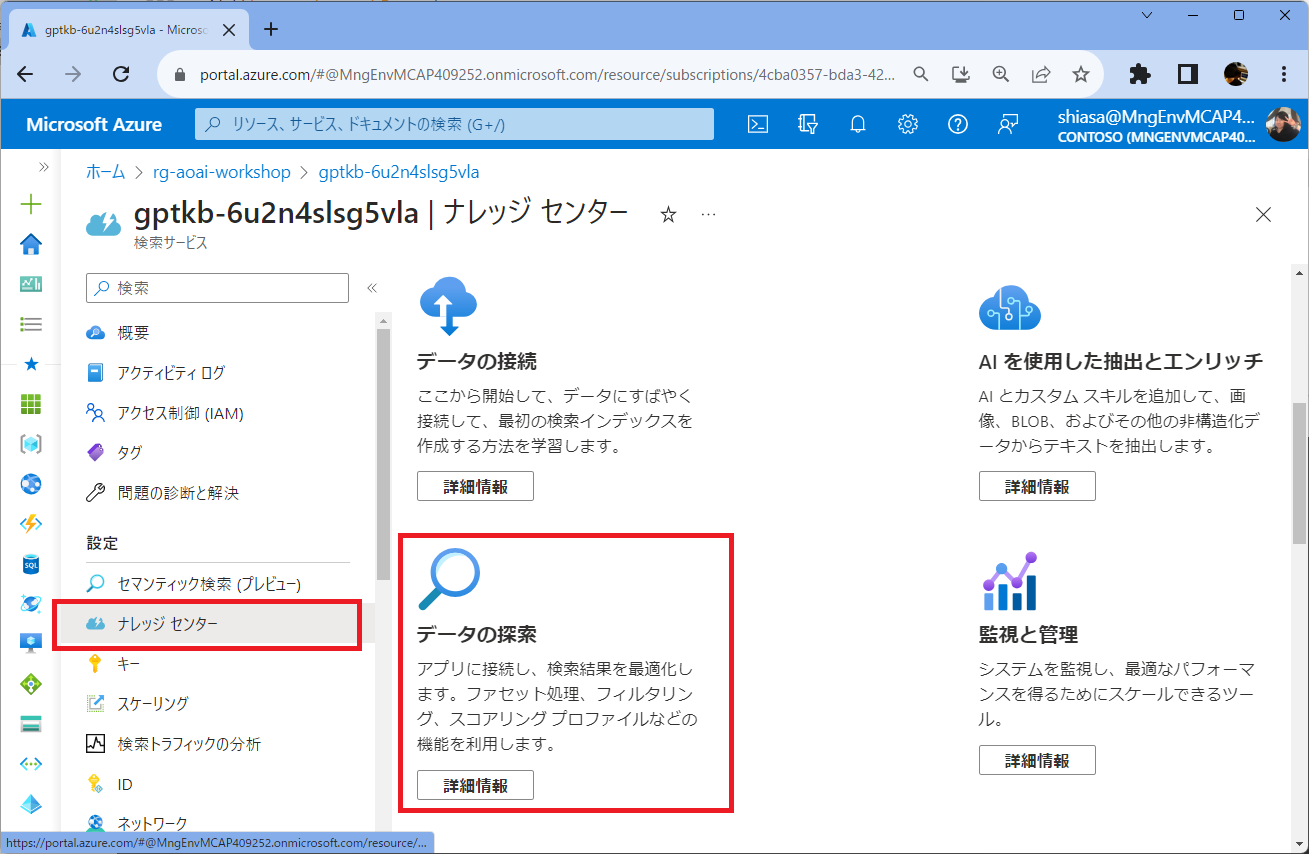 gptkb-6u2n4slsg5vla - Microsc
portal.azure.com/#@MngEnvMCAP409252.onmicrosoft.com/resource/subscriptions/4cba0357-bda3-42...
Microsoft Azure
リソース、サービス、ドキュメントの検索 (G+/)
shiasa@MngEnvMCAP4...
CONTOSO (MNGENVMCAP40...
ホーム > rg-aoai-workshop > gptkb-6u2n4slsg5vla
gptkb-6u2n4slsg5vla | ナレッジ センター
検索サービス
検索
概要
アクティビティ ログ
アクセス制御 (IAM)
タグ
問題の診断と解決
設定
セマンティック検索 (プレビュー)
ナレッジ センター
キー
スケーリング
検索トラフィックの分析
ID
ネットワーク
データの接続
ここから開始して、データにすばやく
接続して、最初の検索インデックスを
作成する方法を学習します。
詳細情報
AI を使用した抽出とエンリッチ
AI とカスタム スキルを追加して、画
像、BLOB、およびその他の非構造化デ
ータからテキストを抽出します。
詳細情報
データの探索
アプリに接続し、検索結果を最適化し
ます。ファセット処理、フィルタリン
グ、スコアリング プロファイルなどの
機能を利用します。
詳細情報
監視と管理
システムを監視し、最適なパフォーマ
ンスを得るためにスケールできるツー
ル。
詳細情報
SQL
https://portal.azure.com/#@MngEnvMCAP409252.onmicrosoft.com/resource/...